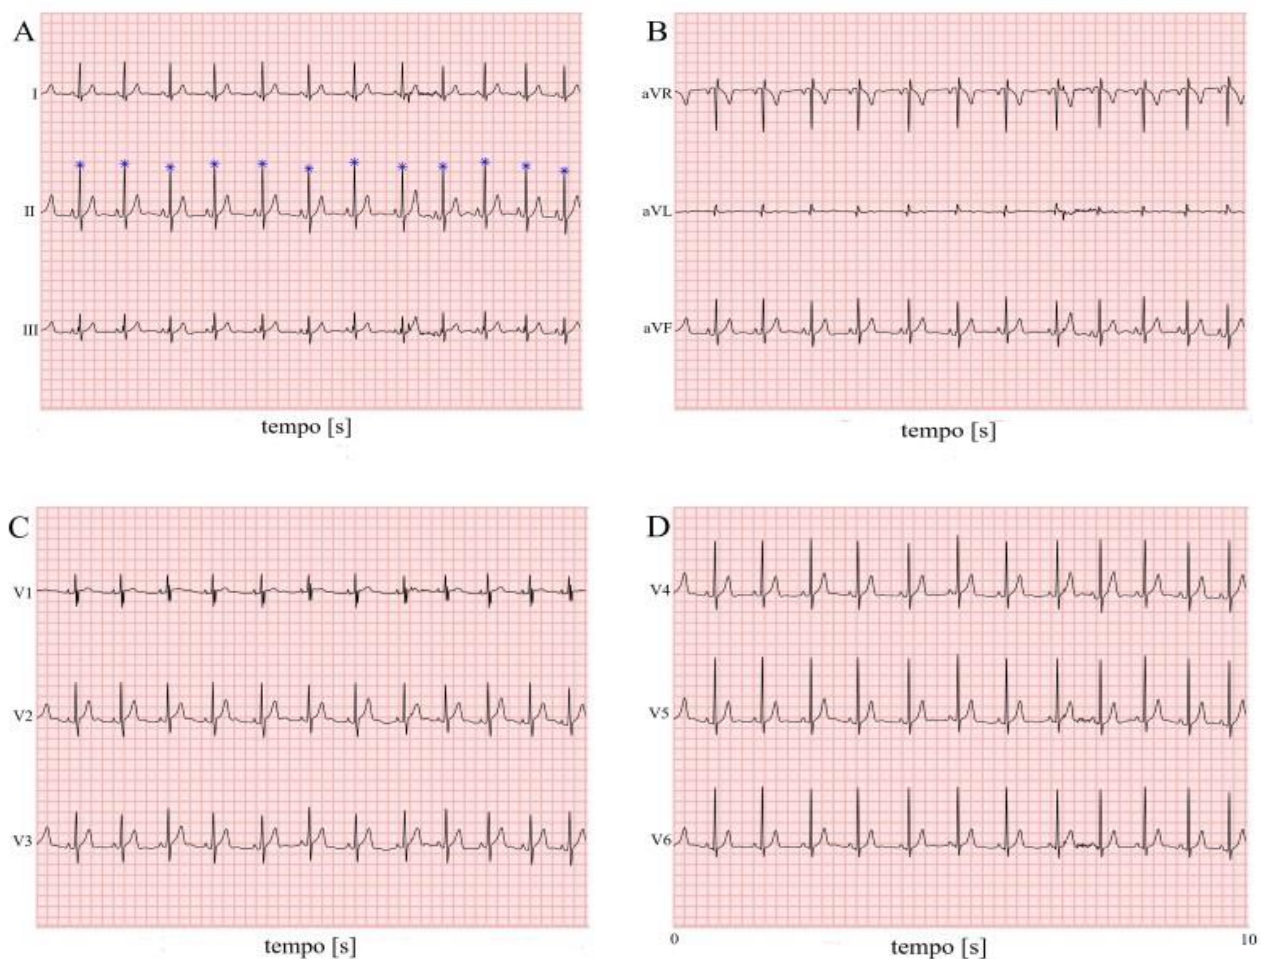 A
I
II
III
tempo [s]
B
aVR
aVL
aVF
tempo [s]
C
V1
V2
V3
tempo [s]
D
V4
V5
V6
0
10
tempo [s]